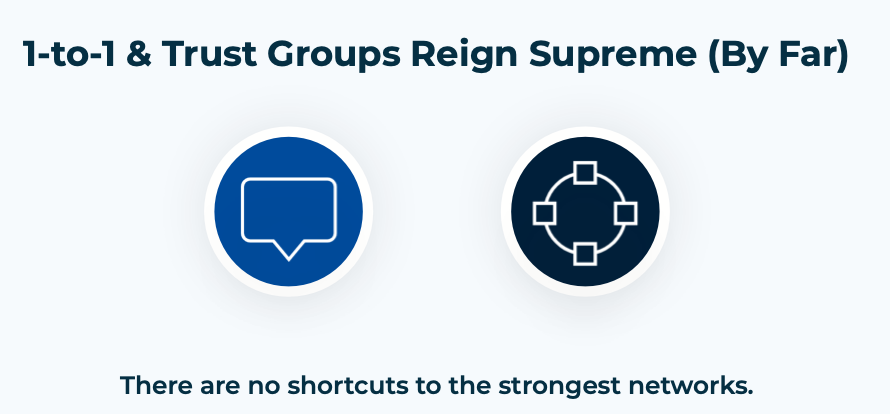 1-to-1 & Trust Groups Reign Supreme (By Far)
There are no shortcuts to the strongest networks.